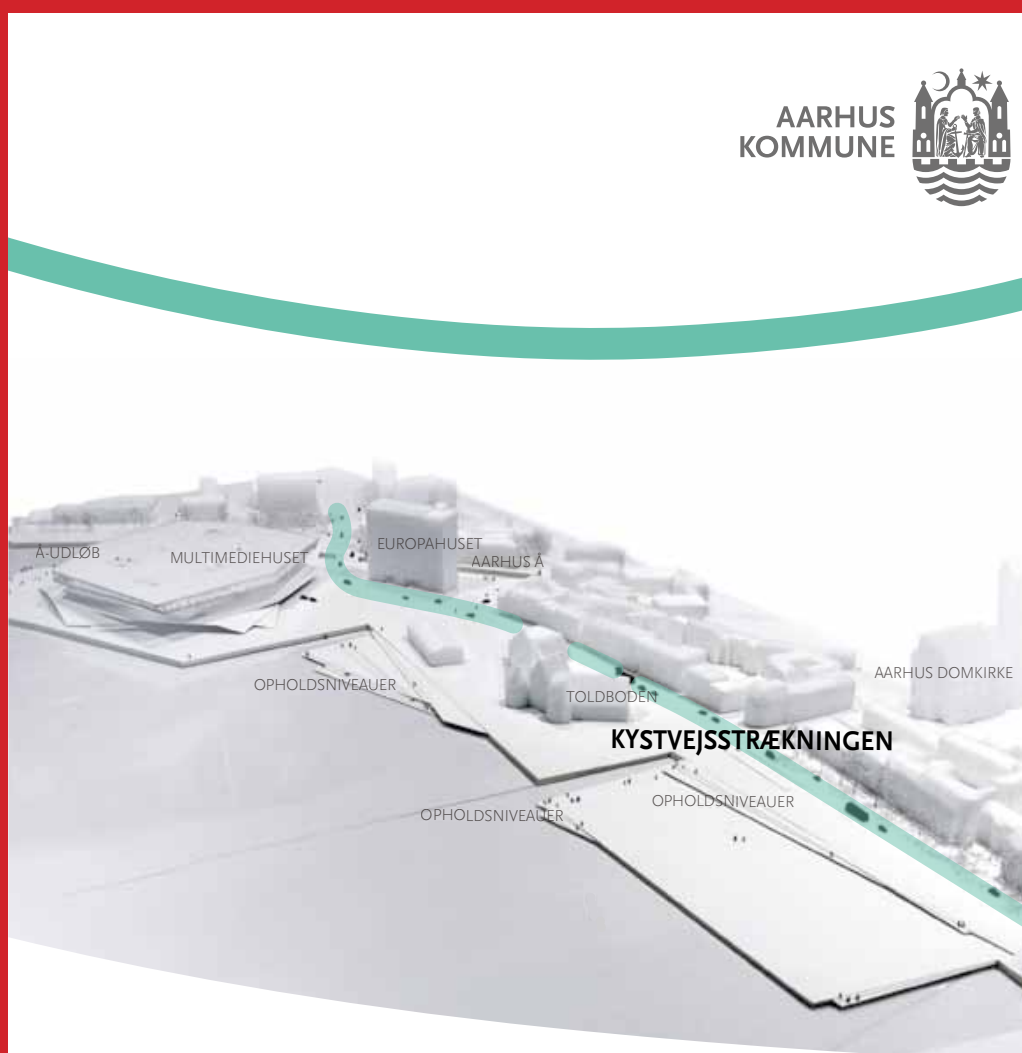 AARHUS
KOMMUNE
Å-UDLØB
MULTIMEDIEHUSET
EUROPAHUSET
AARHUS Å
OPHOLDSNIVEAUER
TOLDBODEN
AARHUS DOMKIRKE
KYSTVEJSSTRÆKNINGEN
OPHOLDSNIVEAUER
OPHOLDSNIVEAUER